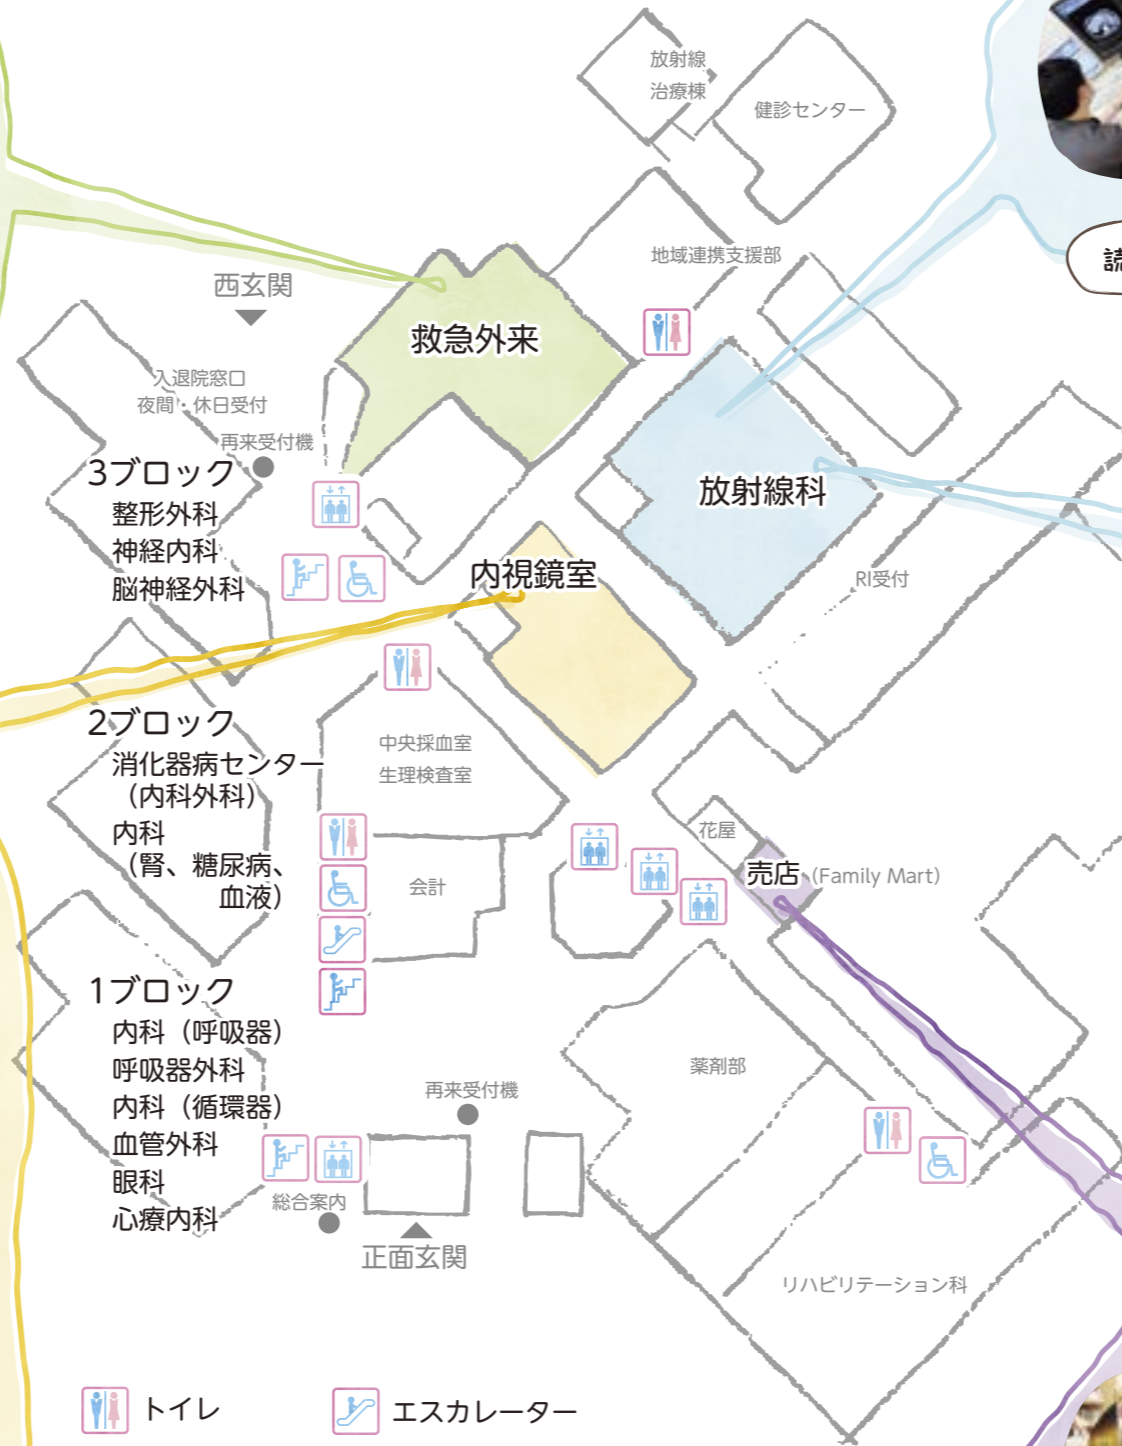 放射線
治療棟
健診センター
地域連携支援部
西玄関
救急外来
入退院窓口
夜間・休日受付
再来受付機
3ブロック
整形外科
神経内科
脳神経外科
放射線科
内視鏡室
RI受付
2ブロック
消化器病センター
（内科外科）
内科
（腎、糖尿病、
血液）
中央採血室
生理検査室
会計
花屋
売店 (Family Mart)
1ブロック
内科（呼吸器）
呼吸器外科
内科（循環器）
血管外科
眼科
心療内科
再来受付機
総合案内
正面玄関
薬剤部
リハビリテーション科
トイレ
エスカレーター
読